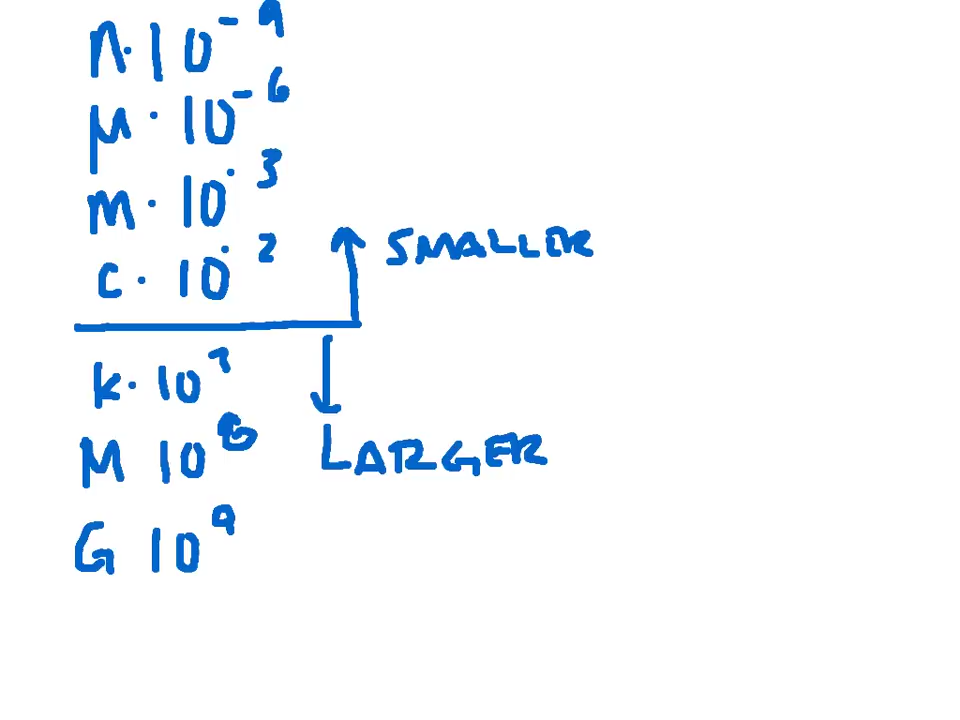 n · 10⁻⁹
μ · 10⁻⁶
m · 10⁻³
c · 10⁻²
SMALLER
k · 10³
M 10⁶
LARGER
G 10⁹